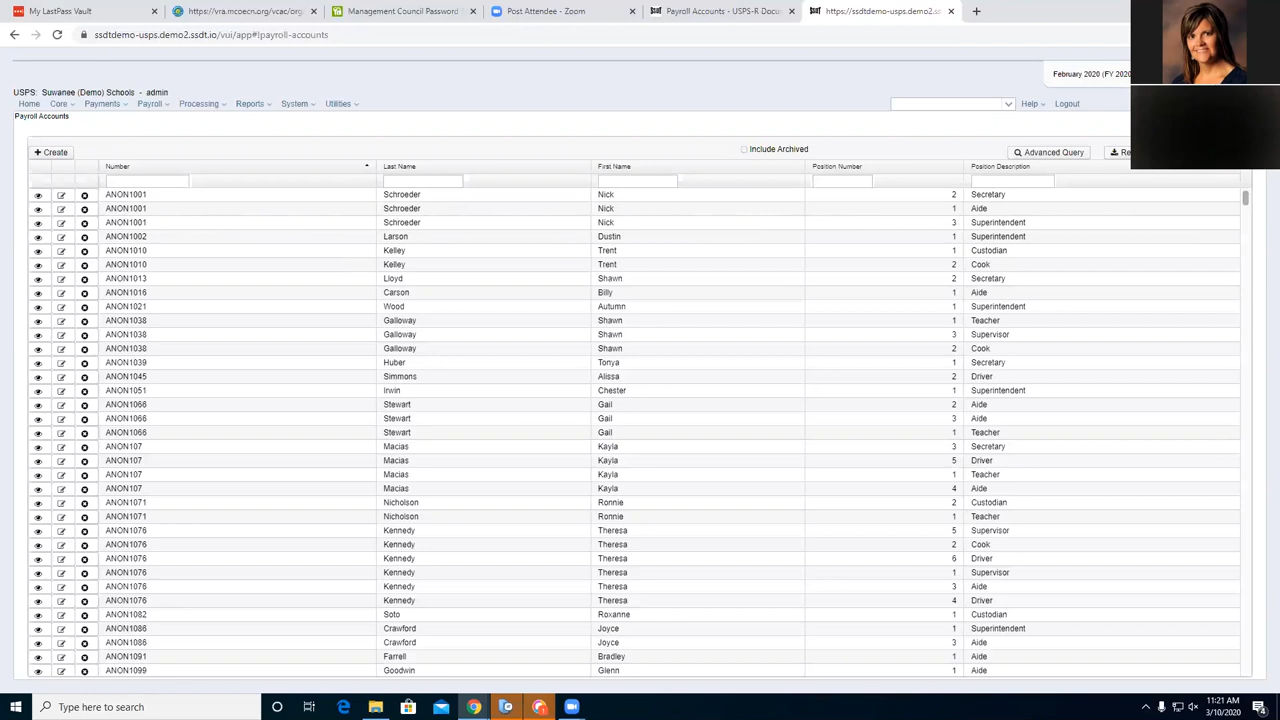 My LastPass Vault
https://vra.mcoecn.org/vcae/org
Management Council Password
Post Attendee - Zoom
Payroll Accounts - USPS-R Docu
https://ssdtdemo-usps.demo2.ssd
ssdtdemo-usps.demo2.ssdt.io/vui/app#!payroll-accounts
February 2020 (FY 2020
USPS: Suwanee (Demo) Schools - admin
Home Core Payments Payroll Processing Reports System Utilities Help Logout
Payroll Accounts
Create Include Archived Advanced Query Re
Number Last Name First Name Position Number Position Description
ANON1001 Schroeder Nick 2 Secretary
ANON1001 Schroeder Nick 1 Aide
ANON1001 Schroeder Nick 3 Superintendent
ANON1002 Larson Dustin 1 Superintendent
ANON1010 Kelley Trent 1 Custodian
ANON1010 Kelley Trent 2 Cook
ANON1013 Lloyd Shawn 2 Secretary
ANON1016 Carson Billy 1 Aide
ANON1021 Wood Autumn 1 Superintendent
ANON1038 Galloway Shawn 1 Teacher
ANON1038 Galloway Shawn 3 Supervisor
ANON1038 Galloway Shawn 2 Cook
ANON1039 Huber Tonya 1 Secretary
ANON1045 Simmons Alissa 2 Driver
ANON1051 Irwin Chester 1 Superintendent
ANON1066 Stewart Gail 2 Aide
ANON1066 Stewart Gail 3 Aide
ANON1066 Stewart Gail 1 Teacher
ANON107 Macias Kayla 3 Secretary
ANON107 Macias Kayla 5 Driver
ANON107 Macias Kayla 1 Teacher
ANON107 Macias Kayla 4 Aide
ANON1071 Nicholson Ronnie 2 Custodian
ANON1071 Nicholson Ronnie 1 Teacher
ANON1076 Kennedy Theresa 5 Supervisor
ANON1076 Kennedy Theresa 2 Cook
ANON1076 Kennedy Theresa 6 Driver
ANON1076 Kennedy Theresa 1 Supervisor
ANON1076 Kennedy Theresa 3 Aide
ANON1076 Kennedy Theresa 4 Driver
ANON1082 Soto Roxanne 1 Custodian
ANON1086 Crawford Joyce 1 Superintendent
ANON1086 Crawford Joyce 3 Aide
ANON1091 Farrell Bradley 1 Aide
ANON1099 Goodwin Glenn 1 Aide
Type here to search
11:21 AM
3/10/2020
4